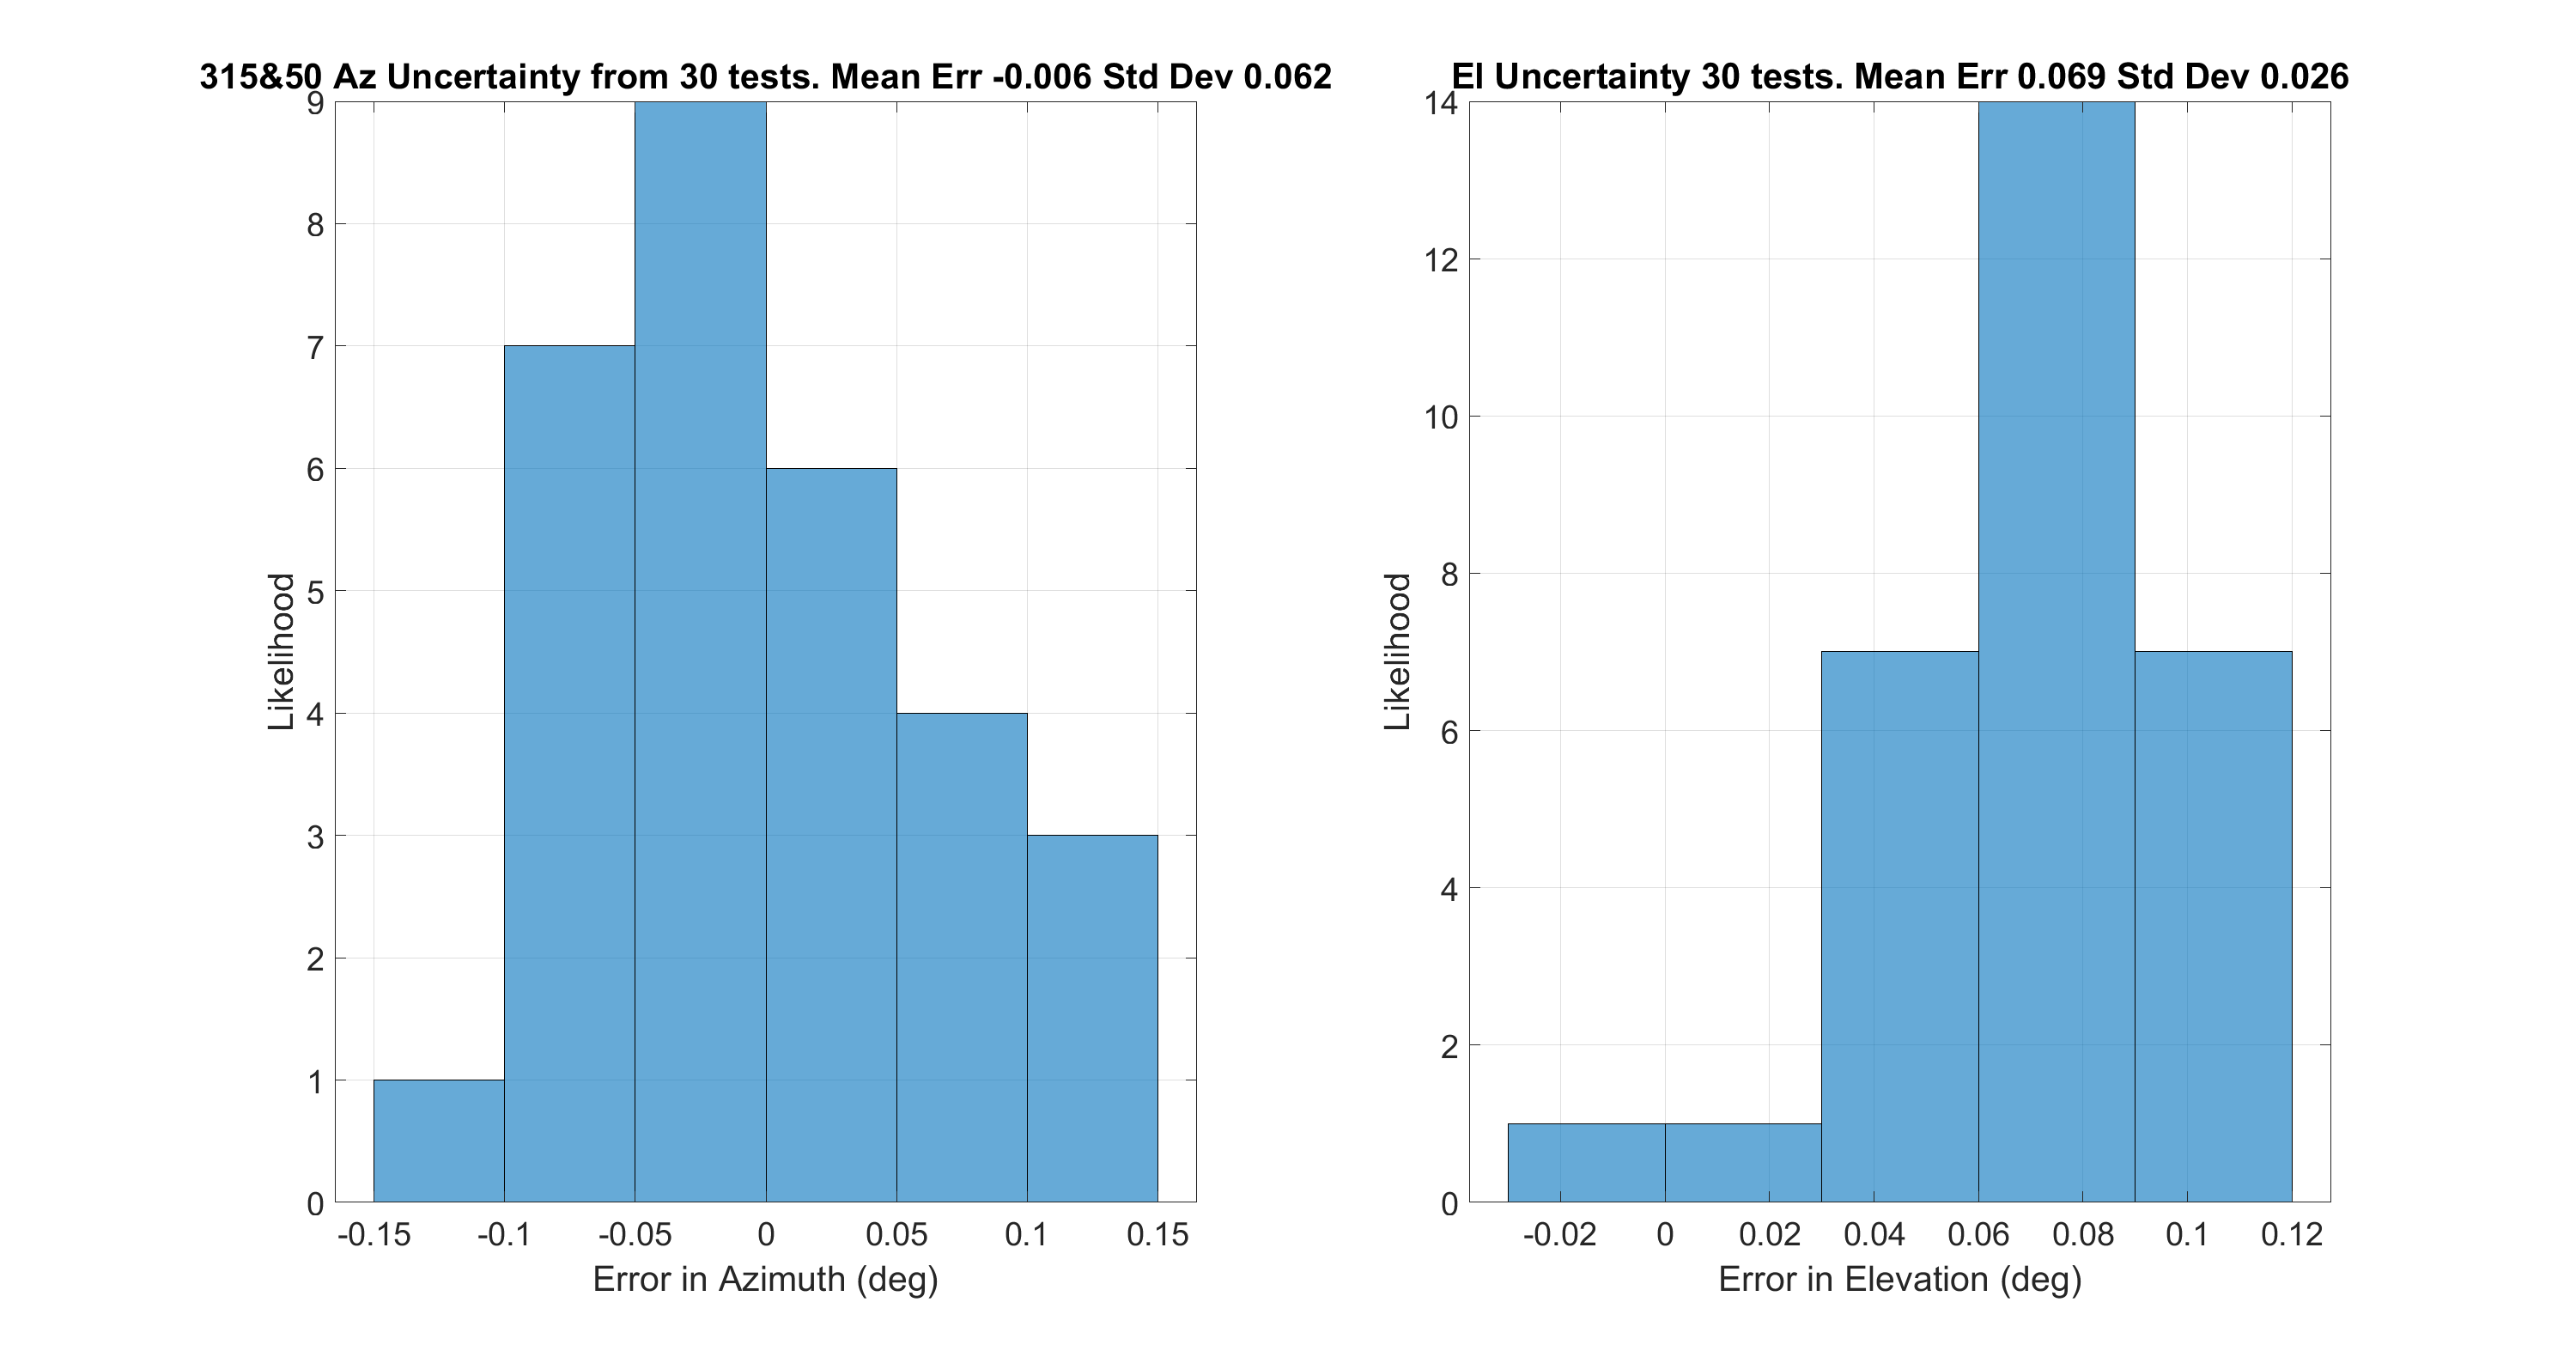 315&50 Az Uncertainty from 30 tests. Mean Err -0.006 Std Dev 0.062
9
8
7
6
5
4
3
2
1
0
Likelihood
-0.15 -0.1 -0.05 0 0.05 0.1 0.15
Error in Azimuth (deg)
El Uncertainty 30 tests. Mean Err 0.069 Std Dev 0.026
14
12
10
8
6
4
2
0
Likelihood
-0.02 0 0.02 0.04 0.06 0.08 0.1 0.12
Error in Elevation (deg)